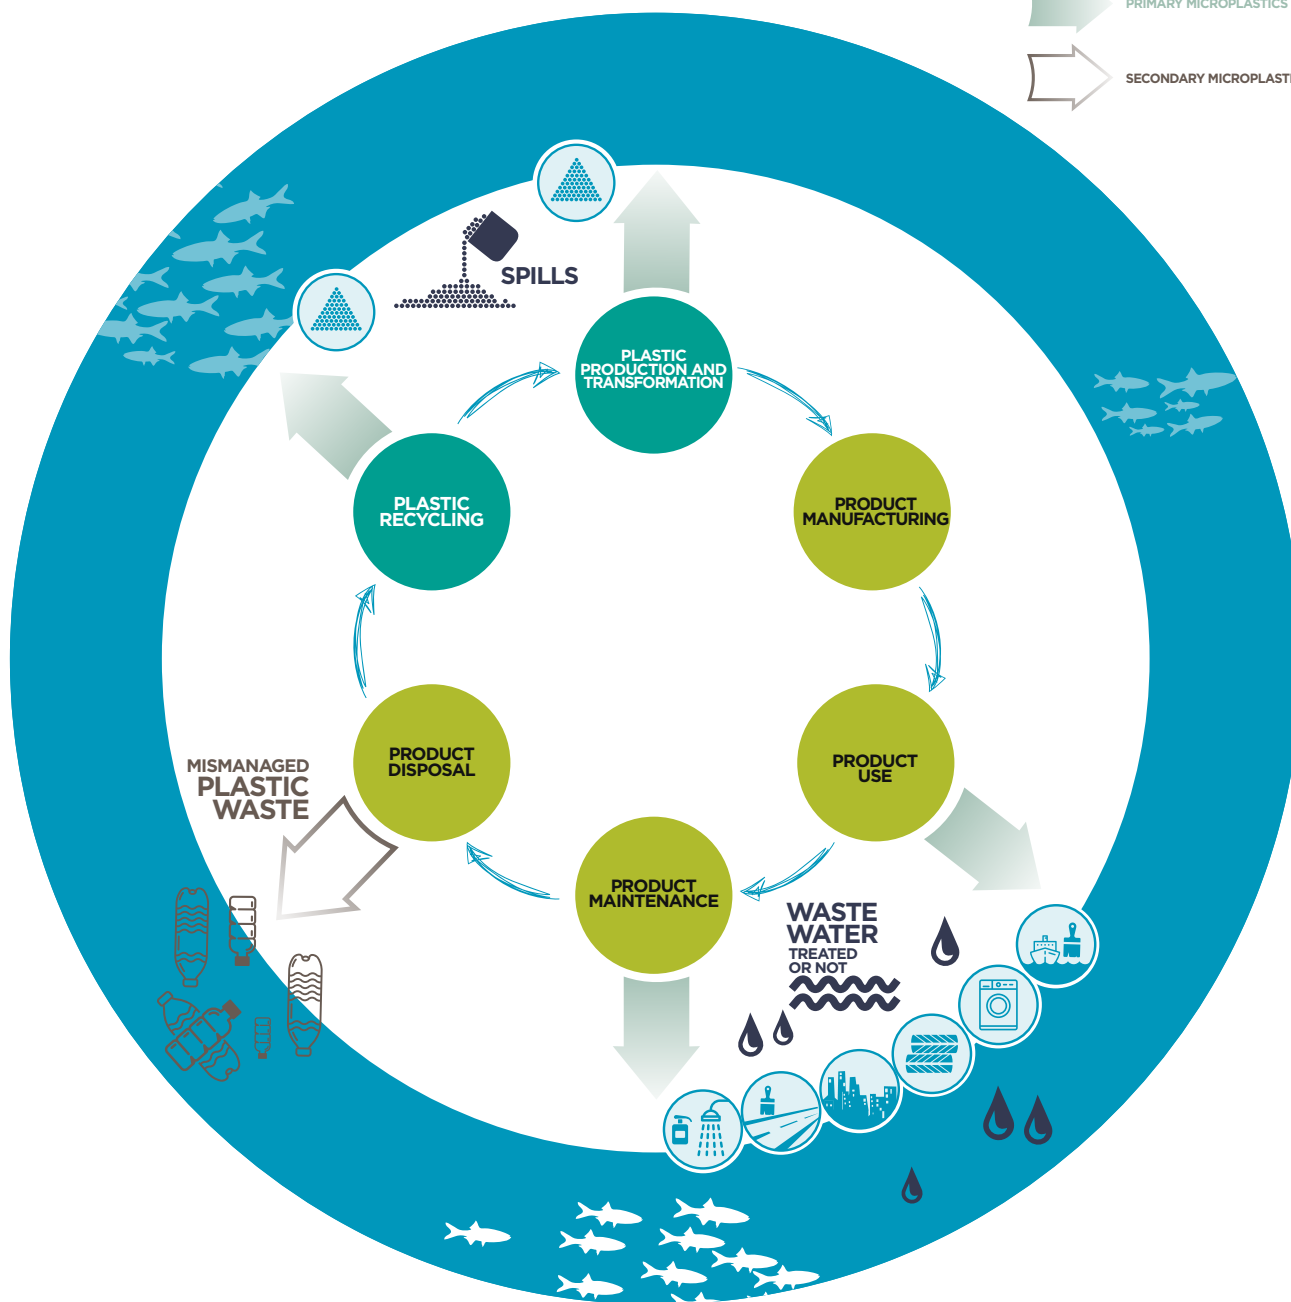 PRIMARY MICROPLASTICS
SECONDARY
SPILLS
PLASTIC
PRODUCTION AND
TRANSFORMATION
PLASTIC
RECYCLING
PRODUCT
MANUFACTURING
MISMANAGED
PLASTIC
WASTE
PRODUCT
DISPOSAL
PRODUCT
USE
PRODUCT
MAINTENANCE
WASTE
WATER
TREATED
OR NOT